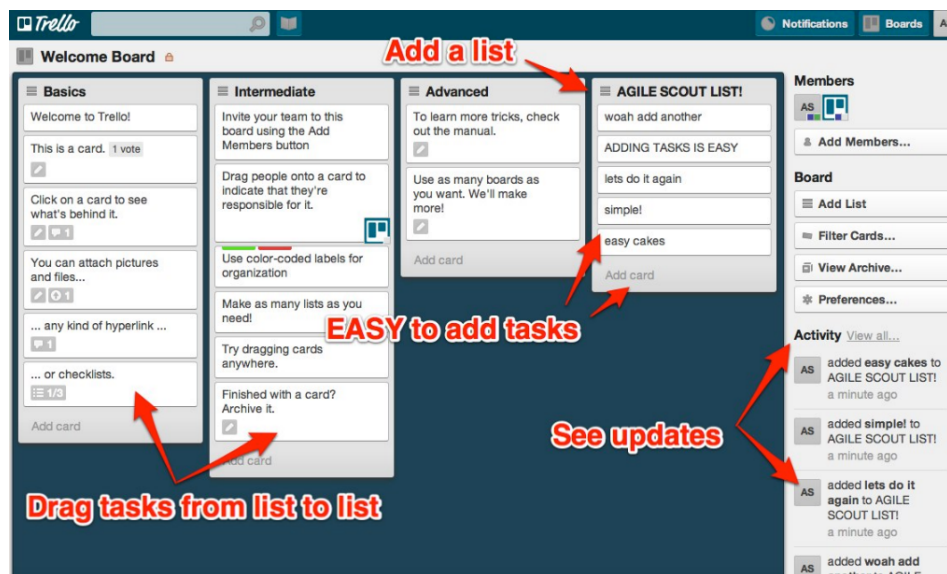 Trello
Notifications
Boards
A
Welcome Board
Add a list
Basics
Welcome to Trello!
This is a card. 1 vote
Click on a card to see
what's behind it.
1
You can attach pictures
and files...
1
... any kind of hyperlink ...
1
... or checklists.
1/3
Add card
Intermediate
Invite your team to this
board using the Add
Members button
Drag people onto a card to
indicate that they're
responsible for it.
Use color-coded labels for
organization
Make as many lists as you
need!
Try dragging cards
anywhere.
Finished with a card?
Archive it.
Add card
Advanced
To learn more tricks, check
out the manual.
Use as many boards as
you want. We'll make
more!
Add card
AGILE SCOUT LIST!
woah add another
ADDING TASKS IS EASY
lets do it again
simple!
easy cakes
Add card
EASY to add tasks
Drag tasks from list to list
See updates
Members
AS
Add Members...
Board
Add List
Filter Cards...
View Archive...
Preferences...
Activity View all...
AS
added easy cakes to
AGILE SCOUT LIST!
a minute ago
AS
added simple! to
AGILE SCOUT LIST!
a minute ago
AS
added lets do it
again to AGILE
SCOUT LIST!
a minute ago
AS
added woah add